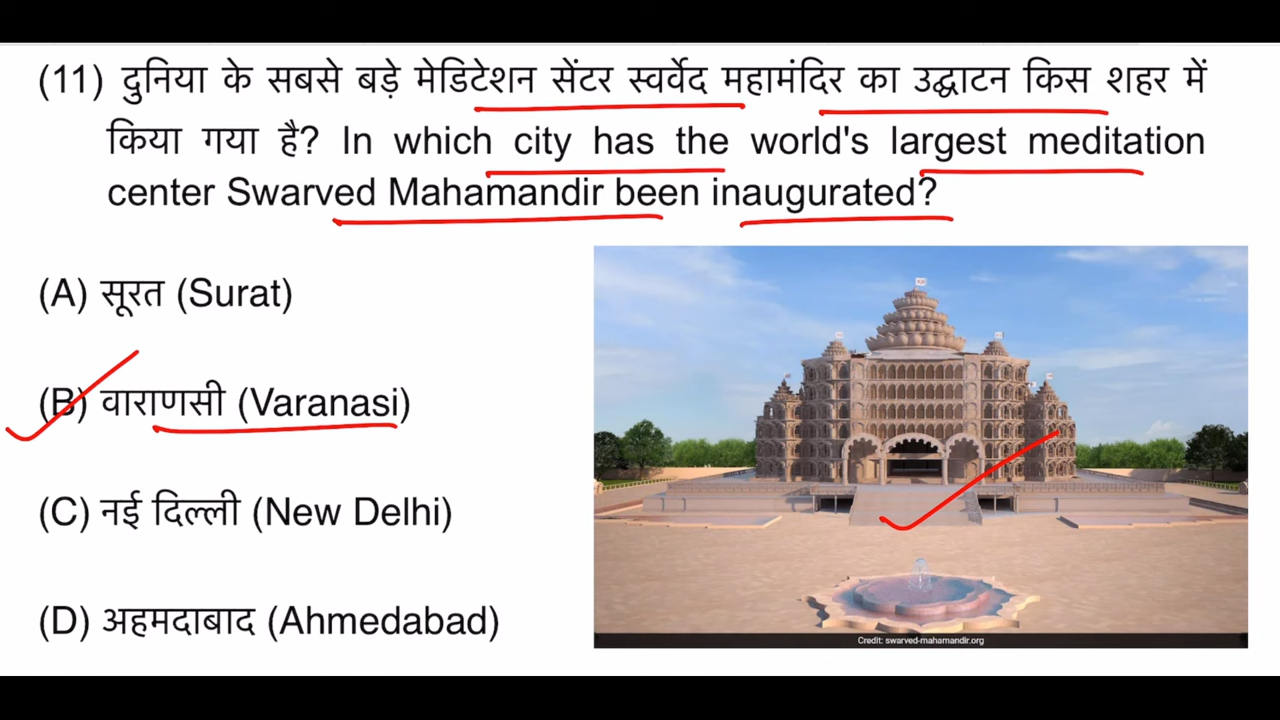 (11) दुनिया के सबसे बड़े मेडिटेशन सेंटर स्वर्वेद महामंदिर का उद्घाटन किस शहर में
किया गया है? In which city has the world's largest meditation
center Swarved Mahamandir been inaugurated?
(A) सूरत (Surat)
(B) वाराणसी (Varanasi)
(C) नई दिल्ली (New Delhi)
(D) अहमदाबाद (Ahmedabad)
Credit: swarved-mahamandir.org